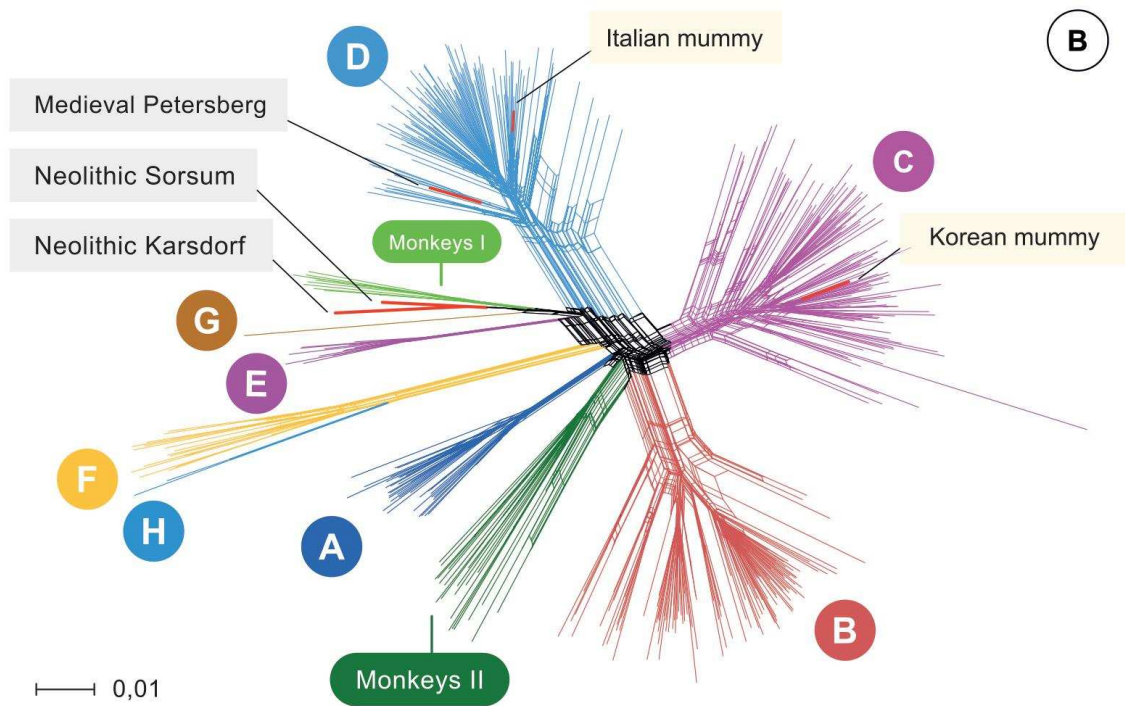 B
D
Italian mummy
Medieval Petersberg
C
Neolithic Sorsum
Korean mummy
Neolithic Karsdorf
Monkeys I
G
E
F
H
A
B
Monkeys II
0,01